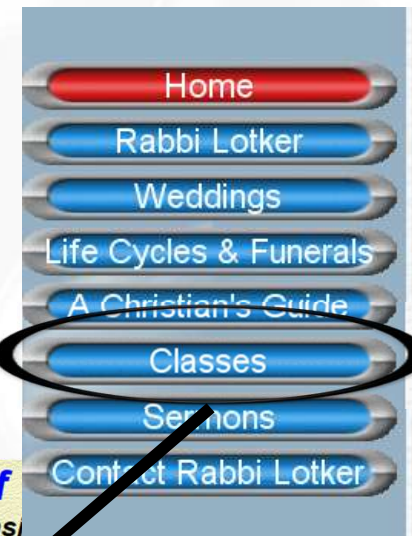 Home
Rabbi Lotker
Weddings
Life Cycles & Funerals
A Christian's Guide
Classes
Sermons
Contact Rabbi Lotker